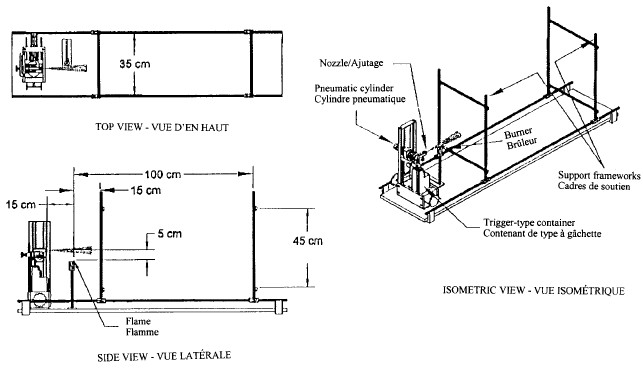 35 cm
TOP VIEW - VUE D'EN HAUT
100 cm
15 cm
15 cm
5 cm
45 cm
Flame
Flamme
SIDE VIEW - VUE LATÉRALE
Nozzle/Ajutage
Pneumatic cylinder
Cylindre pneumatique
Burner
Brûleur
Support frameworks
Cadres de soutien
Trigger-type container
Contenant de type à gâchette
ISOMETRIC VIEW - VUE ISOMÉTRIQUE